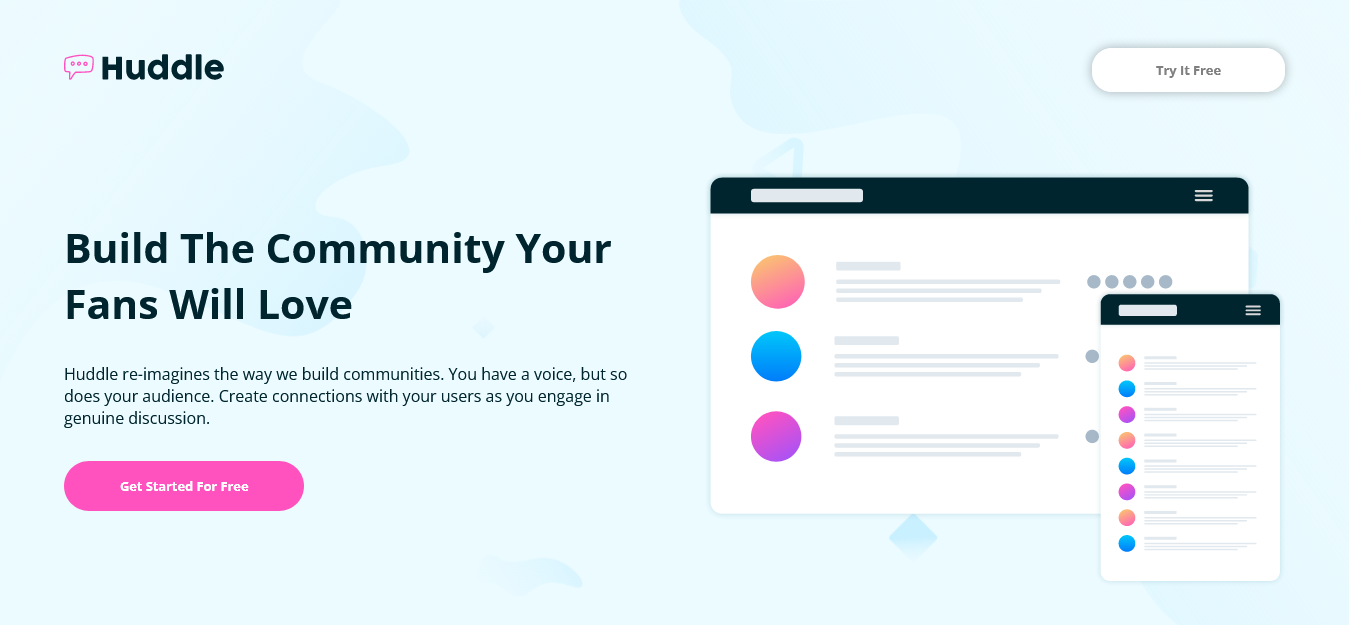 Huddle
Try It Free
Build The Community Your
Fans Will Love
Huddle re-imagines the way we build communities. You have a voice, but so
does your audience. Create connections with your users as you engage in
genuine discussion.
Get Started For Free